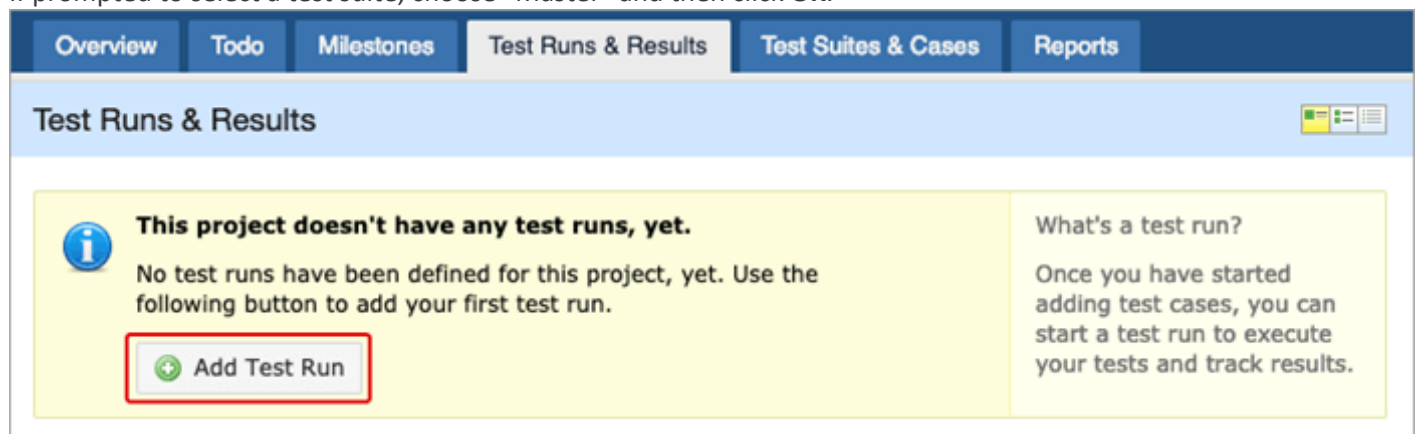 If prompted to select a test suite, choose "Master" and then click OK.
Overview Todo Milestones Test Runs & Results Test Suites & Cases Reports
Test Runs & Results
This project doesn't have any test runs, yet.
No test runs have been defined for this project, yet. Use the
following button to add your first test run.
Add Test Run
What's a test run?
Once you have started
adding test cases, you can
start a test run to execute
your tests and track results.